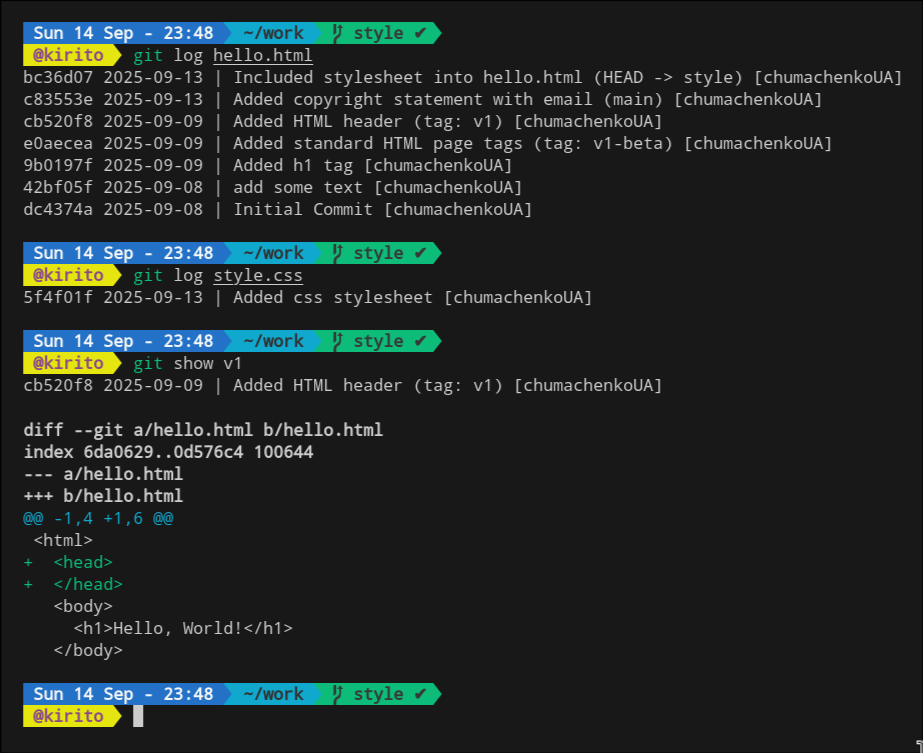 Sun 14 Sep - 23:48 ~/work style ✔
@kirito git log hello.html
bc36d07 2025-09-13 | Included stylesheet into hello.html (HEAD -> style) [chumachenkoUA]
c83553e 2025-09-13 | Added copyright statement with email (main) [chumachenkoUA]
cb520f8 2025-09-09 | Added HTML header (tag: v1) [chumachenkoUA]
e0aecea 2025-09-09 | Added standard HTML page tags (tag: v1-beta) [chumachenkoUA]
9b0197f 2025-09-09 | Added h1 tag [chumachenkoUA]
42bf05f 2025-09-08 | add some text [chumachenkoUA]
dc4374a 2025-09-08 | Initial Commit [chumachenkoUA]
Sun 14 Sep - 23:48 ~/work style ✔
@kirito git log style.css
5f4f01f 2025-09-13 | Added css stylesheet [chumachenkoUA]
Sun 14 Sep - 23:48 ~/work style ✔
@kirito git show v1
cb520f8 2025-09-09 | Added HTML header (tag: v1) [chumachenkoUA]
diff --git a/hello.html b/hello.html
index 6da0629..0d576c4 100644
--- a/hello.html
+++ b/hello.html
@@ -1,4 +1,6 @@
 <html>
+  <head>
+  </head>
   <body>
     <h1>Hello, World!</h1>
   </body>
Sun 14 Sep - 23:48 ~/work style ✔
@kirito